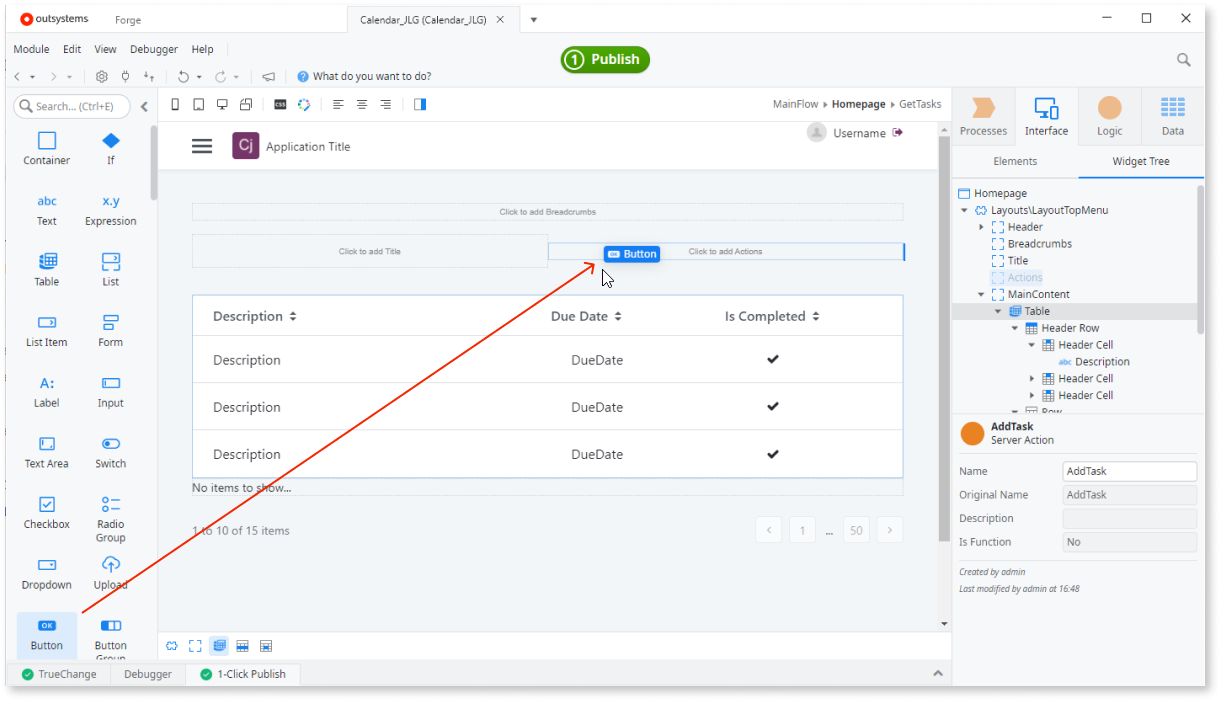 outsystems
Forge
Calendar_JLG (Calendar_JLG)
Module Edit View Debugger Help
1 Publish
What do you want to do?
Search... (Ctrl+E)
MainFlow Homepage GetTasks
Processes
Interface
Logic
Data
Elements
Widget Tree
Container
If
abc
Text
x.y
Expression
Table
List
List Item
Form
A:
Label
Input
Text Area
Switch
Checkbox
Radio
Group
Dropdown
Upload
OK
Button
Button
Group
CSS
Cj
Application Title
Username
Click to add Breadcrumbs
Click to add Title
OK Button
Click to add Actions
Description
Due Date
Is Completed
Description
DueDate
Description
DueDate
Description
DueDate
No items to show...
1 to 10 of 15 items
1
...
50
Homepage
Layouts\LayoutTopMenu
Header
Breadcrumbs
Title
Actions
MainContent
Table
Header Row
Header Cell
abc Description
Header Cell
Header Cell
Row
AddTask
Server Action
Name
AddTask
Original Name
AddTask
Description
Is Function
No
Created by admin
Last modified by admin at 16:48
TrueChange
Debugger
1-Click Publish